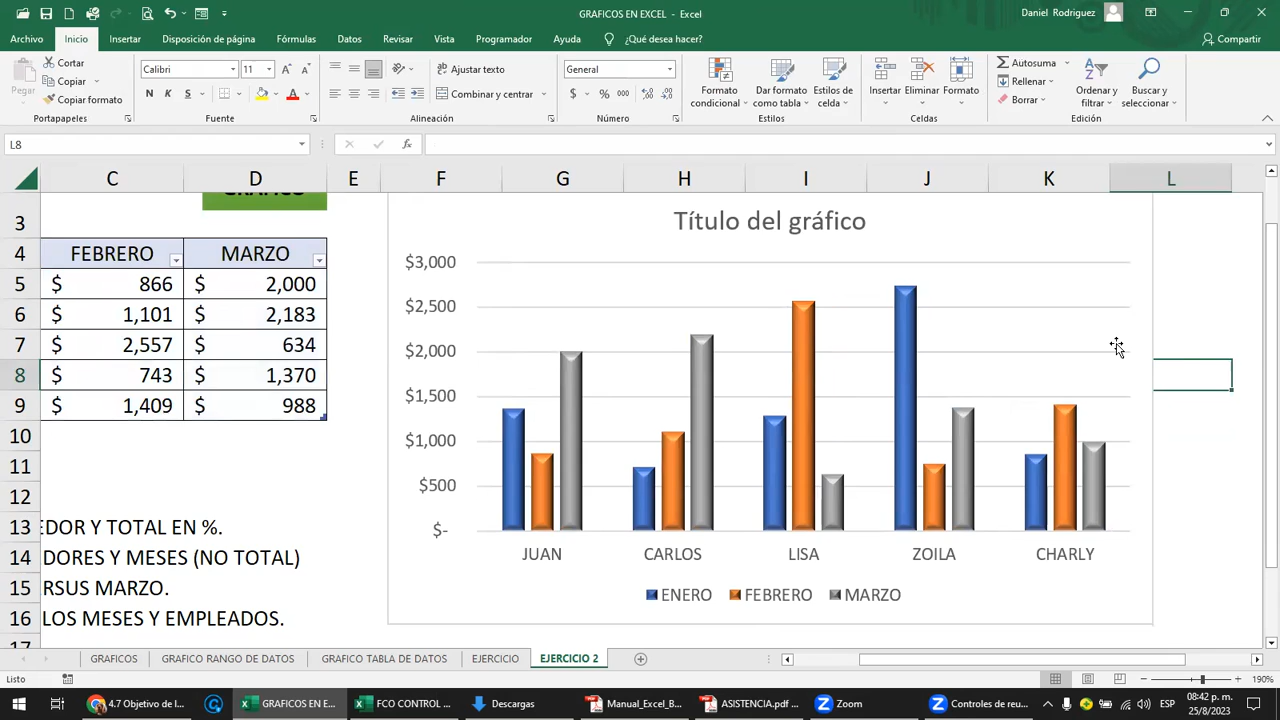 GRAFICOS EN EXCEL - Excel
Daniel Rodriguez
Archivo Inicio Insertar Disposición de página Fórmulas Datos Revisar Vista Programador Ayuda ¿Qué desea hacer? Compartir
Pegar
Cortar
Copiar
Copiar formato
Portapapeles
Calibri 11
N K S
Fuente
Ajustar texto
Combinar y centrar
Alineación
General
$ % 000
Número
Formato condicional
Dar formato como tabla
Estilos de celda
Estilos
Insertar Eliminar Formato
Celdas
Autosuma
Rellenar
Borrar
Ordenar y filtrar
Buscar y seleccionar
Edición
L8 fx
C D E F G H I J K L
3
4 FEBRERO MARZO
5 $ 866 $ 2,000
6 $ 1,101 $ 2,183
7 $ 2,557 $ 634
8 $ 743 $ 1,370
9 $ 1,409 $ 988
10
11
12
13 EDOR Y TOTAL EN %.
14 DORES Y MESES (NO TOTAL)
15 RSUS MARZO.
16 LOS MESES Y EMPLEADOS.
17
Título del gráfico
$3,000
$2,500
$2,000
$1,500
$1,000
$500
$-
JUAN CARLOS LISA ZOILA CHARLY
ENERO FEBRERO MARZO
GRAFICOS GRAFICO RANGO DE DATOS GRAFICO TABLA DE DATOS EJERCICIO EJERCICIO 2
Listo 190%
4.7 Objetivo de l... GRAFICOS EN E... FCO CONTROL ... Descargas Manual_Excel_B... ASISTENCIA.pdf ... Zoom Controles de reu... ESP 08:42 p. m.
25/8/2023